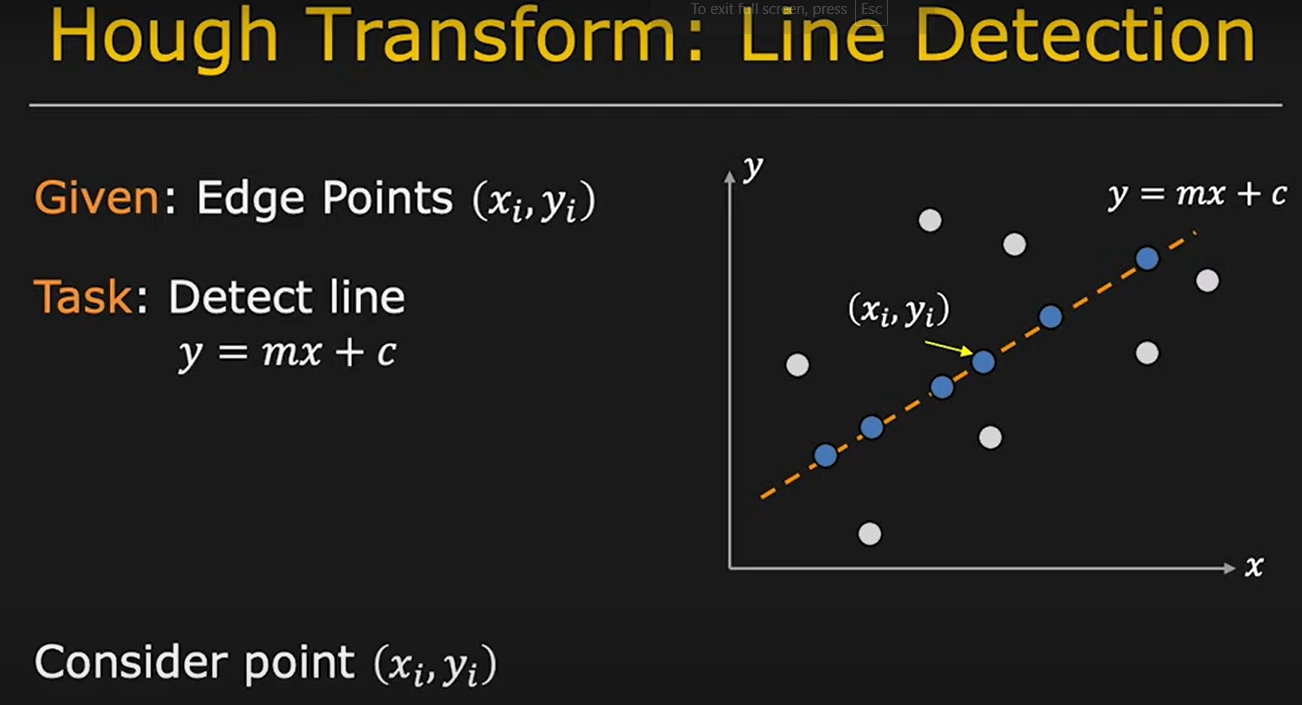 To exit full screen, press Esc
Hough Transform: Line Detection
Given: Edge Points (xᵢ, yᵢ)
Task: Detect line
y = mx + c
y
y = mx + c
(xᵢ, yᵢ)
x
Consider point (xᵢ, yᵢ)